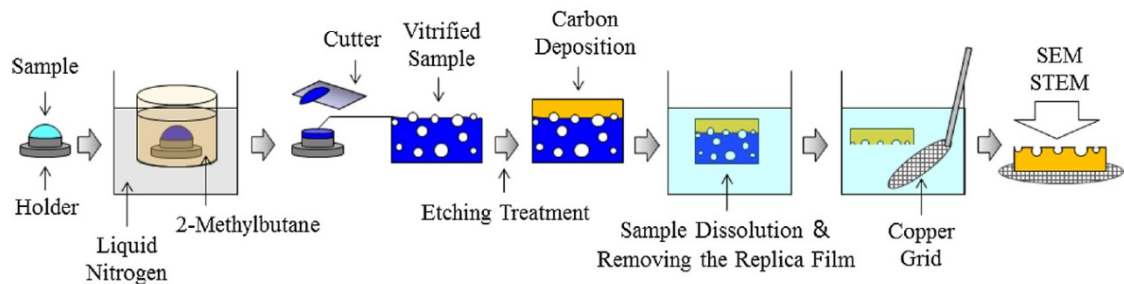 Sample
Holder
Liquid
Nitrogen
2-Methylbutane
Cutter
Vitrified
Sample
Etching Treatment
Carbon
Deposition
Sample Dissolution &
Removing the Replica Film
Copper
Grid
SEM
STEM